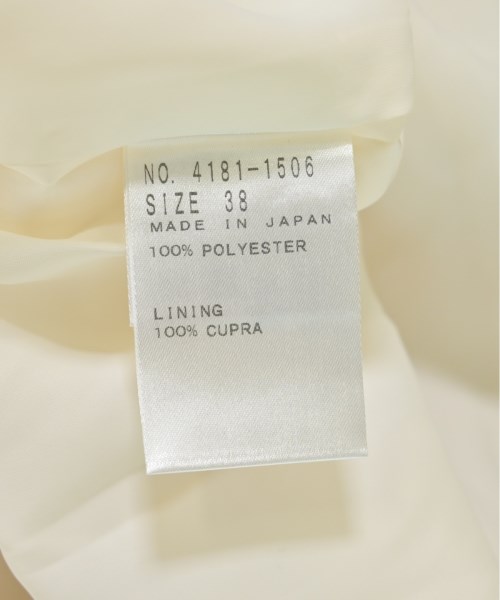 NO. 4181-1506
SIZE 38
MADE IN JAPAN
100% POLYESTER
LINING
100% CUPRA